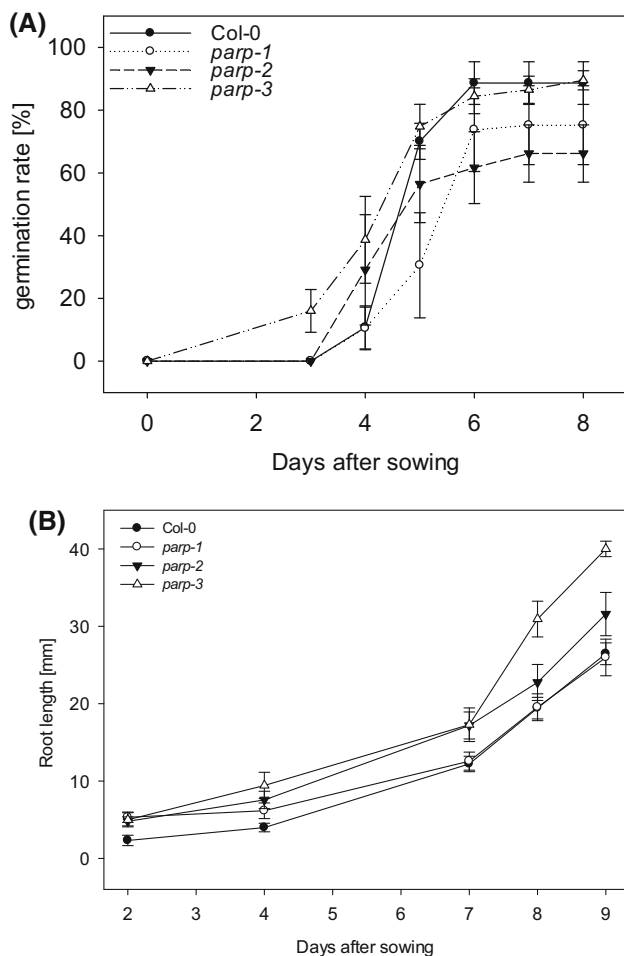 (A)
Col-0
parp-1
parp-2
parp-3
100
80
60
40
20
0
germination rate [%]
0 2 4 6 8
Days after sowing
(B)
Col-0
parp-1
parp-2
parp-3
40
30
20
10
0
Root length [mm]
2 3 4 5 7 8 9
Days after sowing